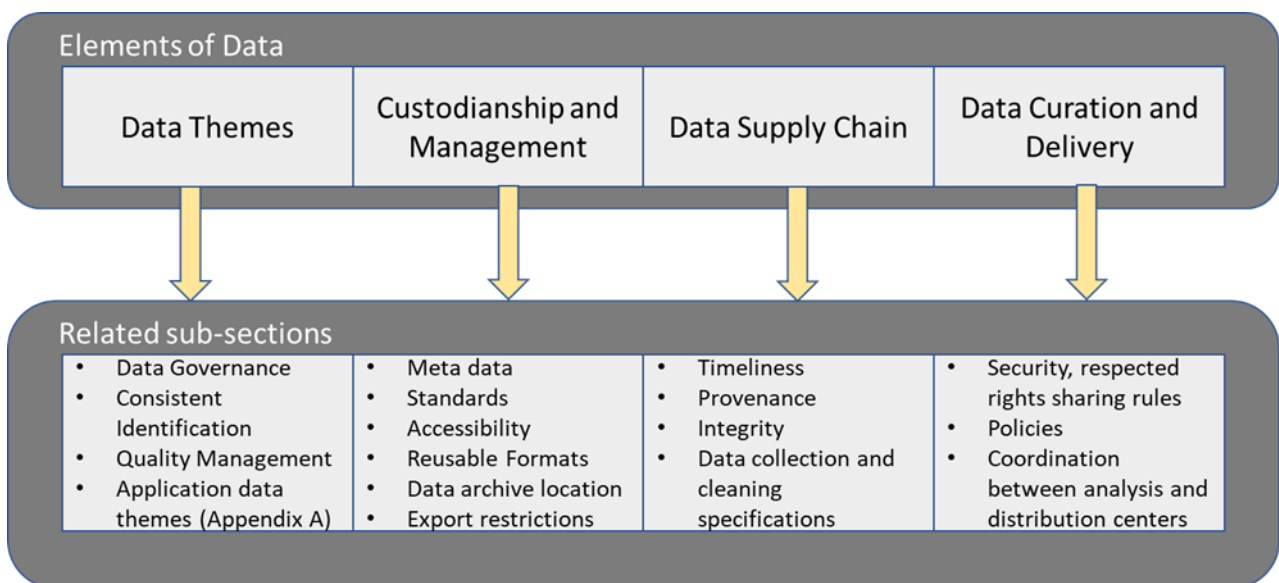 Elements of Data
Data Themes
Custodianship and
Management
Data Supply Chain
Data Curation and
Delivery
Related sub-sections
• Data Governance
• Consistent
Identification
• Quality Management
• Application data
themes (Appendix A)
• Meta data
• Standards
• Accessibility
• Reusable Formats
• Data archive location
• Export restrictions
• Timeliness
• Provenance
• Integrity
• Data collection and
cleaning
specifications
• Security, respected
rights sharing rules
• Policies
• Coordination
between analysis and
distribution centers